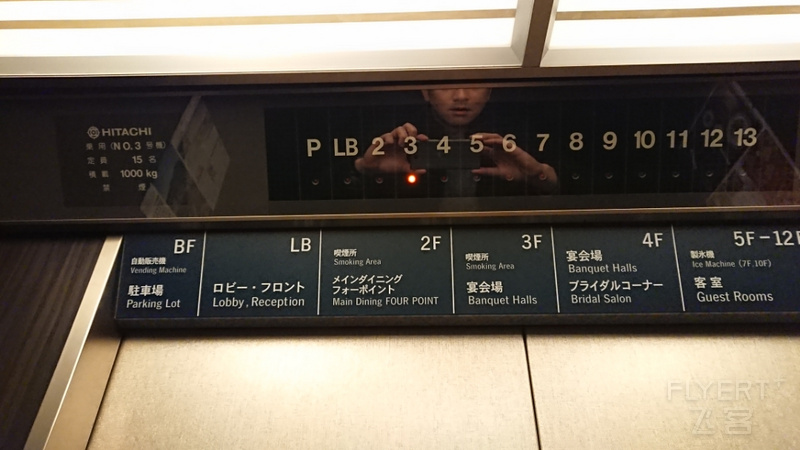 HITACHI
乗用 (NO.3 号機)
定員 15 名
積載 1000 kg
禁 煙
P LB 2 3 4 5 6 7 8 9 10 11 12 13
BF
自動販売機
Vending Machine
駐車場
Parking Lot
LB
ロビー・フロント
Lobby, Reception
2F
喫煙所
Smoking Area
メインダイニング
フォーポイント
Main Dining FOUR POINT
3F
喫煙所
Smoking Area
宴会場
Banquet Halls
4F
宴会場
Banquet Halls
ブライダルコーナー
Bridal Salon
5F-12F
製氷機
Ice Machine (7F,10F)
客室
Guest Rooms
FLYERT
飞客